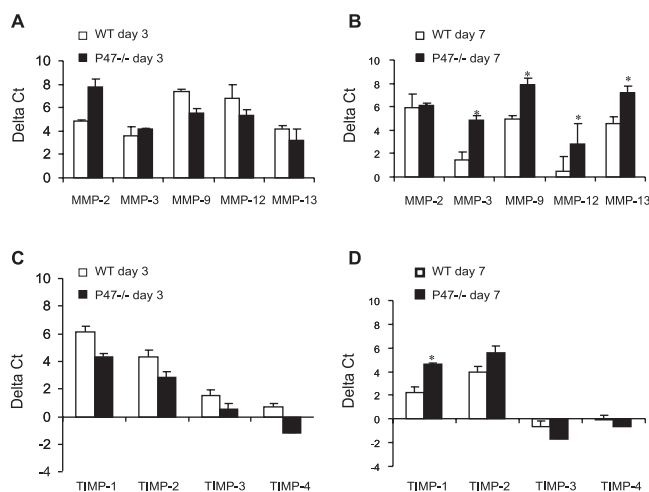 A
WT day 3
P47-/- day 3
Delta Ct
10
8
6
4
2
0
MMP-2 MMP-3 MMP-9 MMP-12 MMP-13
B
WT day 7
P47-/- day 7
Delta Ct
10
8
6
4
2
0
* * * *
MMP-2 MMP-3 MMP-9 MMP-12 MMP-13
C
WT day 3
P47-/- day 3
Delta Ct
10
8
6
4
2
0
-2
-4
TIMP-1 TIMP-2 TIMP-3 TIMP-4
D
WT day 7
P47-/- day 7
Delta Ct
10
8
6
4
2
0
-2
-4
*
TIMP-1 TIMP-2 TIMP-3 TIMP-4